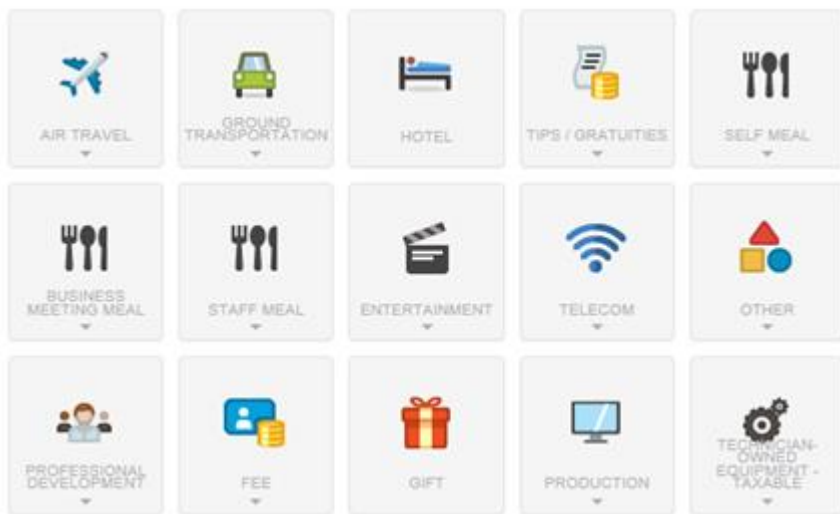 AIR TRAVEL
GROUND
TRANSPORTATION
HOTEL
TIPS / GRATUITIES
SELF MEAL
BUSINESS
MEETING MEAL
STAFF MEAL
ENTERTAINMENT
TELECOM
OTHER
PROFESSIONAL
DEVELOPMENT
FEE
GIFT
PRODUCTION
TECHNICIAN-
OWNED
EQUIPMENT -
TAXABLE